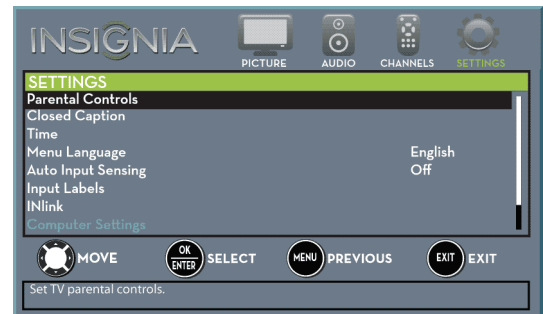 INSIGNIA
PICTURE AUDIO CHANNELS SETTINGS
SETTINGS
Parental Controls
Closed Caption
Time
Menu Language English
Auto Input Sensing Off
Input Labels
INlink
Computer Settings
MOVE OK ENTER SELECT MENU PREVIOUS EXIT EXIT
Set TV parental controls.